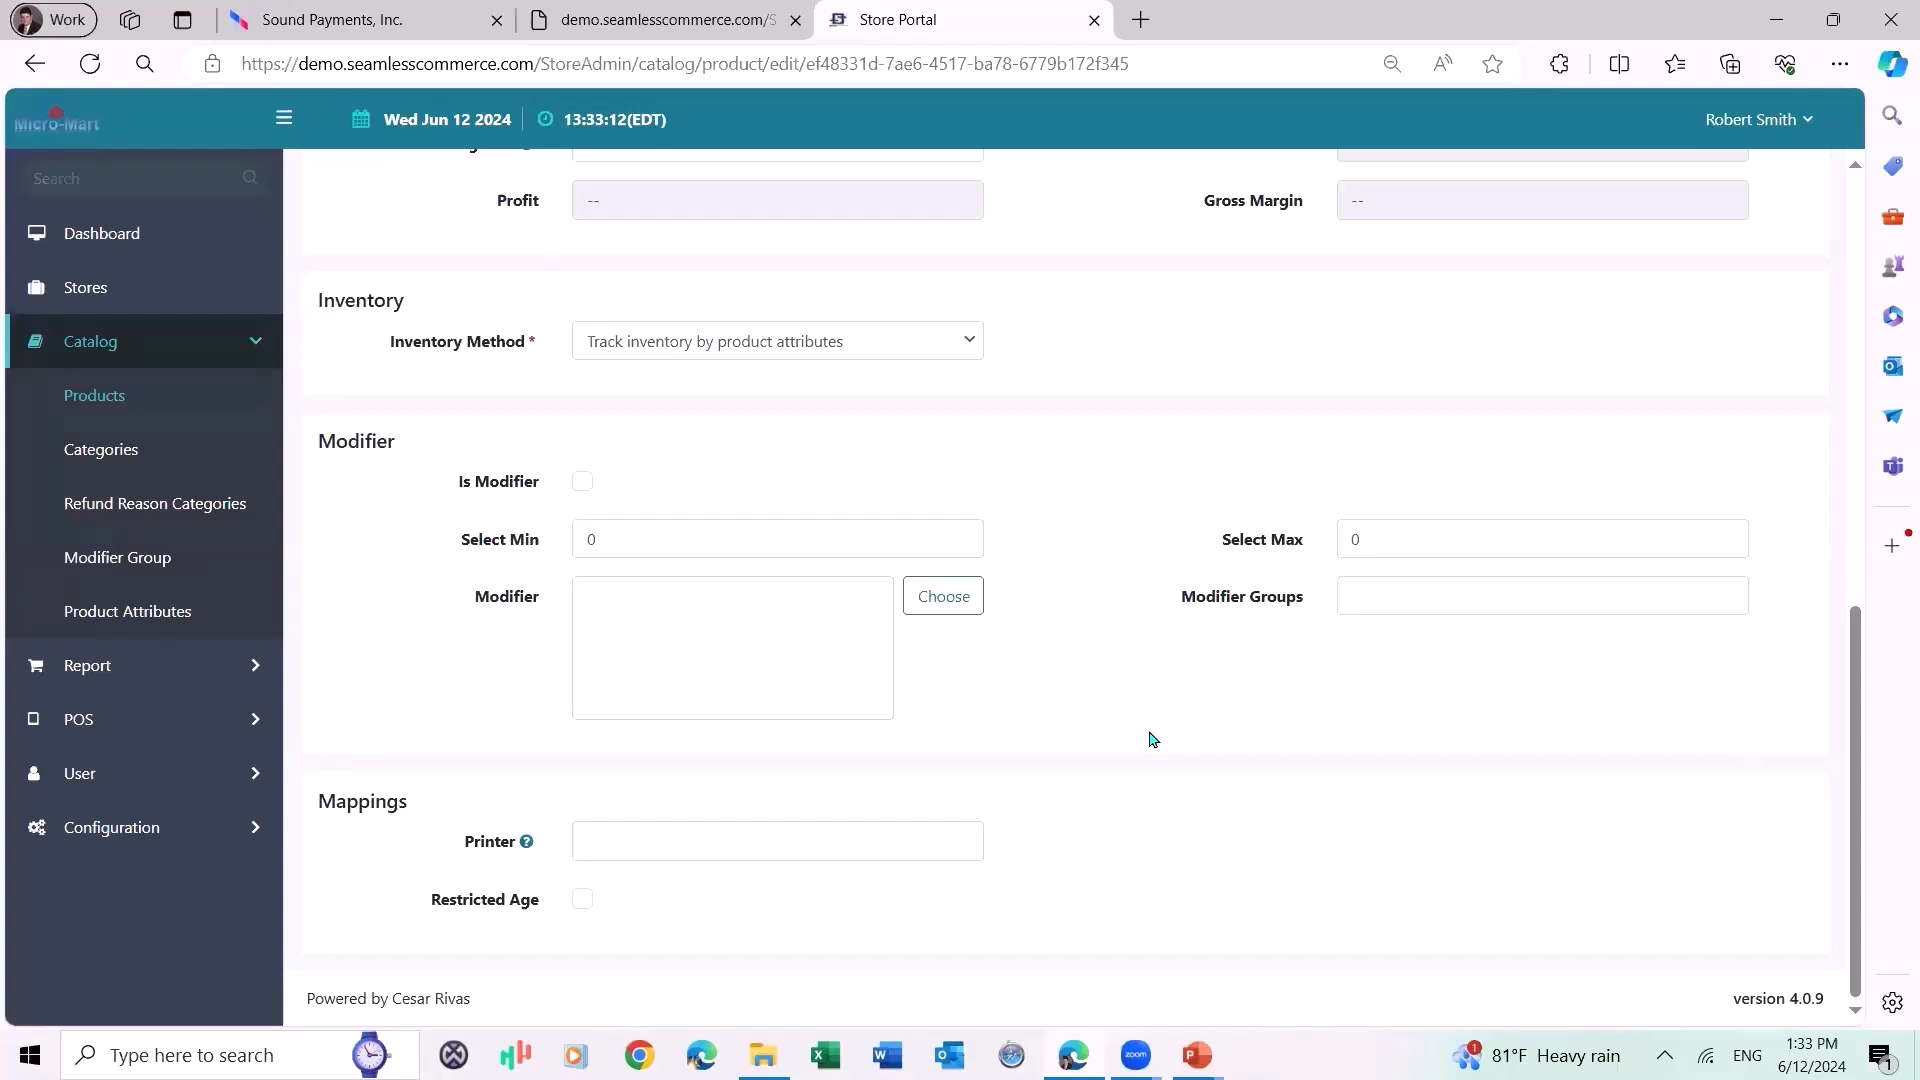 Work
Sound Payments, Inc.
demo.seamlesscommerce.com/S
Store Portal
https://demo.seamlesscommerce.com/StoreAdmin/catalog/product/edit/ef48331d-7ae6-4517-ba78-6779b172f345
Micro-Mart
Wed Jun 12 2024
13:33:12(EDT)
Robert Smith
Search
Dashboard
Stores
Catalog
Products
Categories
Refund Reason Categories
Modifier Group
Product Attributes
Report
POS
User
Configuration
Profit
--
Gross Margin
--
Inventory
Inventory Method *
Track inventory by product attributes
Modifier
Is Modifier
Select Min
0
Select Max
0
Modifier
Choose
Modifier Groups
Mappings
Printer
Restricted Age
Powered by Cesar Rivas
version 4.0.9
Type here to search
zoom
1
81°F Heavy rain
ENG
1:33 PM
6/12/2024
1